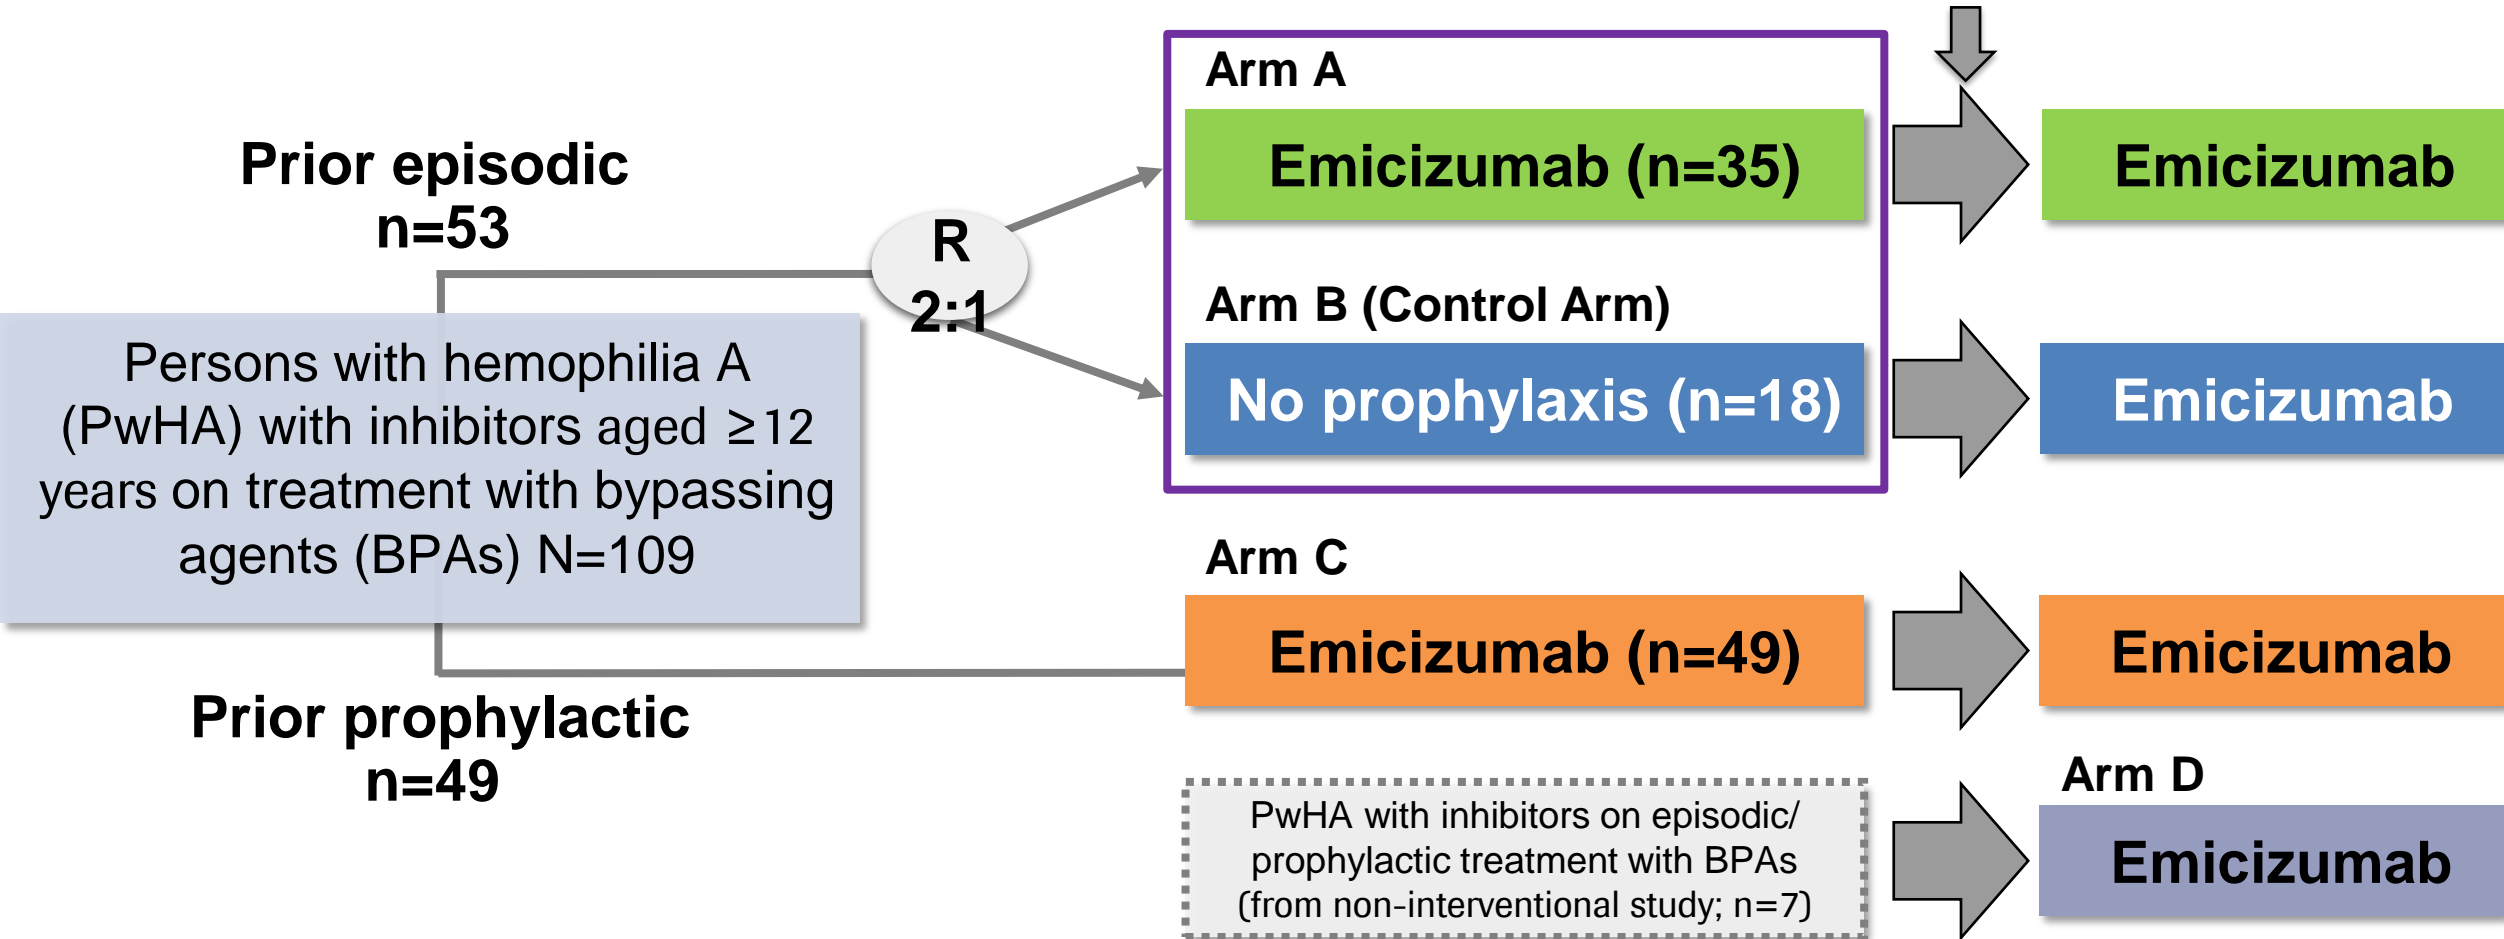 Prior episodic
n=53
Persons with hemophilia A
(PwHA) with inhibitors aged ≥12
years on treatment with bypassing
agents (BPAs) N=109
Prior prophylactic
n=49
R
2:1
Arm A
Emicizumab (n=35)
Emicizumab
Arm B (Control Arm)
No prophylaxis (n=18)
Emicizumab
Arm C
Emicizumab (n=49)
Emicizumab
PwHA with inhibitors on episodic/
prophylactic treatment with BPAs
(from non-interventional study; n=7)
Arm D
Emicizumab